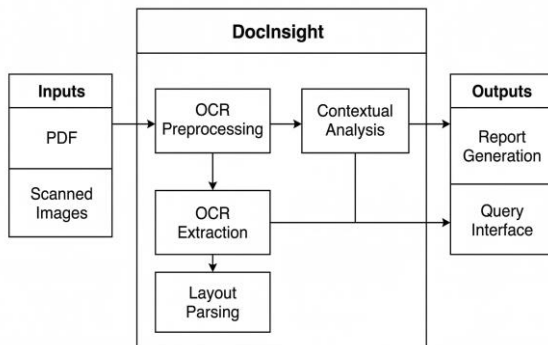 DocInsight
Inputs
PDF
Scanned
Images
OCR
Preprocessing
Contextual
Analysis
OCR
Extraction
Layout
Parsing
Outputs
Report
Generation
Query
Interface